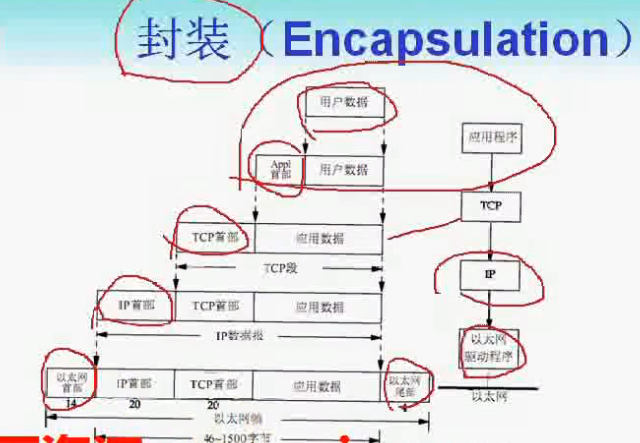 封装（Encapsulation）
用户数据
应用程序
Appl
首部
用户数据
TCP
TCP首部
应用数据
TCP段
IP
IP首部
TCP首部
应用数据
IP数据报
以太网
驱动程序
以太网
首部
IP首部
TCP首部
应用数据
以太网
尾部
以太网
14
20
20
4
以太网帧
46~1500字节